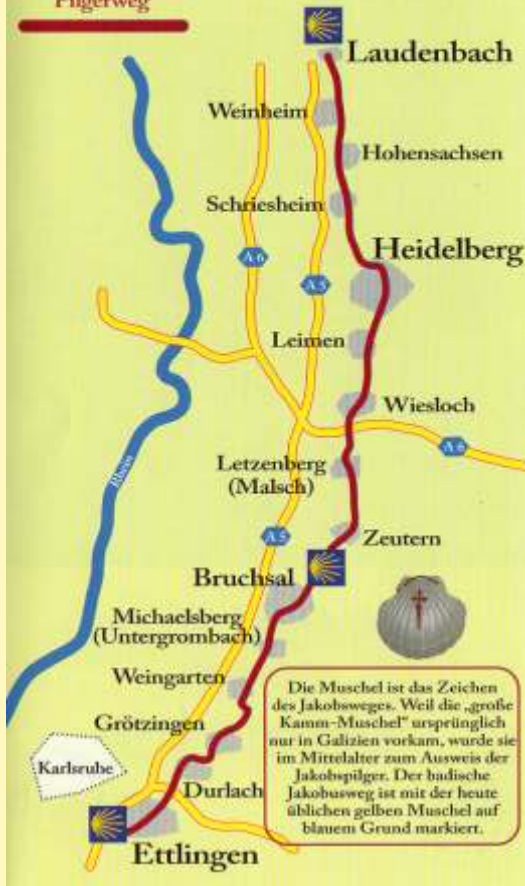 Pilgerweg
Laudenbach
Weinheim
Hohensachsen
Schriesheim
Heidelberg
A 6
A 5
Leimen
Wiesloch
A 6
Letzenberg
(Malsch)
Rhein
A 5
Zeutern
Bruchsal
Michaelsberg
(Untergrombach)
Weingarten
Grötzingen
Karlsruhe
Durlach
Ettlingen
Die Muschel ist das Zeichen
des Jakobsweges. Weil die „große
Kamm-Muschel“ ursprünglich
nur in Galizien vorkam, wurde sie
im Mittelalter zum Ausweis der
Jakobspilger. Der badische
Jakobusweg ist mit der heute
üblichen gelben Muschel auf
blauem Grund markiert.